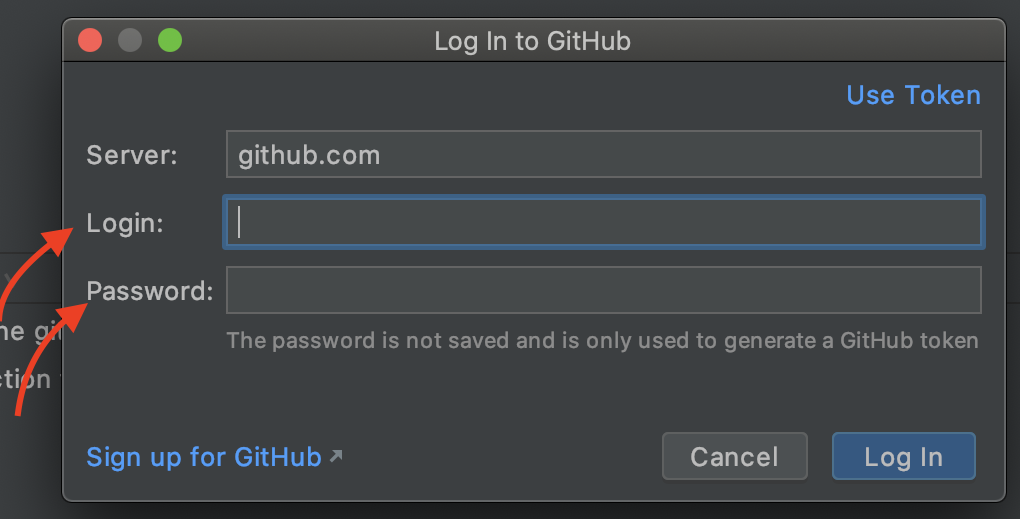 Log In to GitHub
Use Token
Server: github.com
Login:
Password:
The password is not saved and is only used to generate a GitHub token
Sign up for GitHub
Cancel Log In